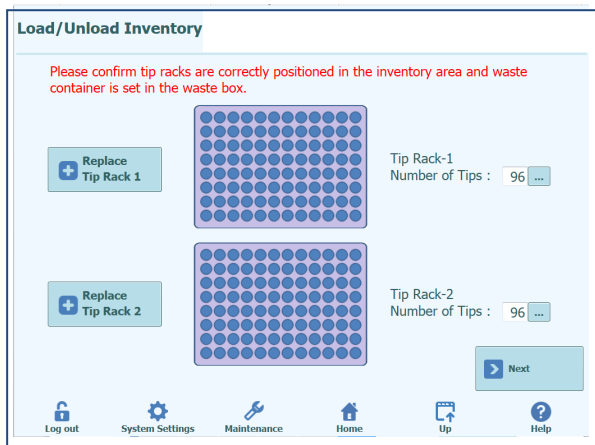 Load/Unload Inventory
Please confirm tip racks are correctly positioned in the inventory area and waste
container is set in the waste box.
Replace
Tip Rack 1
Tip Rack-1
Number of Tips : 96 ...
Replace
Tip Rack 2
Tip Rack-2
Number of Tips : 96 ...
Next
Log out System Settings Maintenance Home Up Help